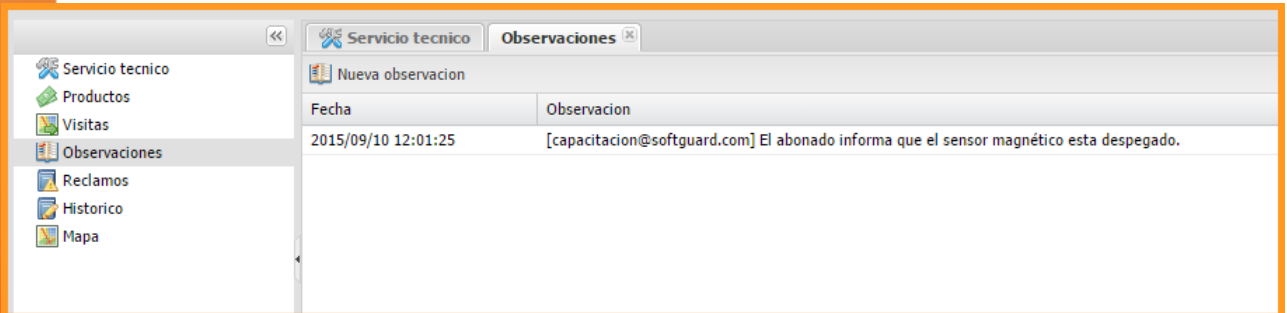 Servicio tecnico
Productos
Visitas
Observaciones
Reclamos
Historico
Mapa
Servicio tecnico Observaciones
Nueva observacion
Fecha Observacion
2015/09/10 12:01:25 [capacitacion@softguard.com] El abonado informa que el sensor magnético esta despegado.